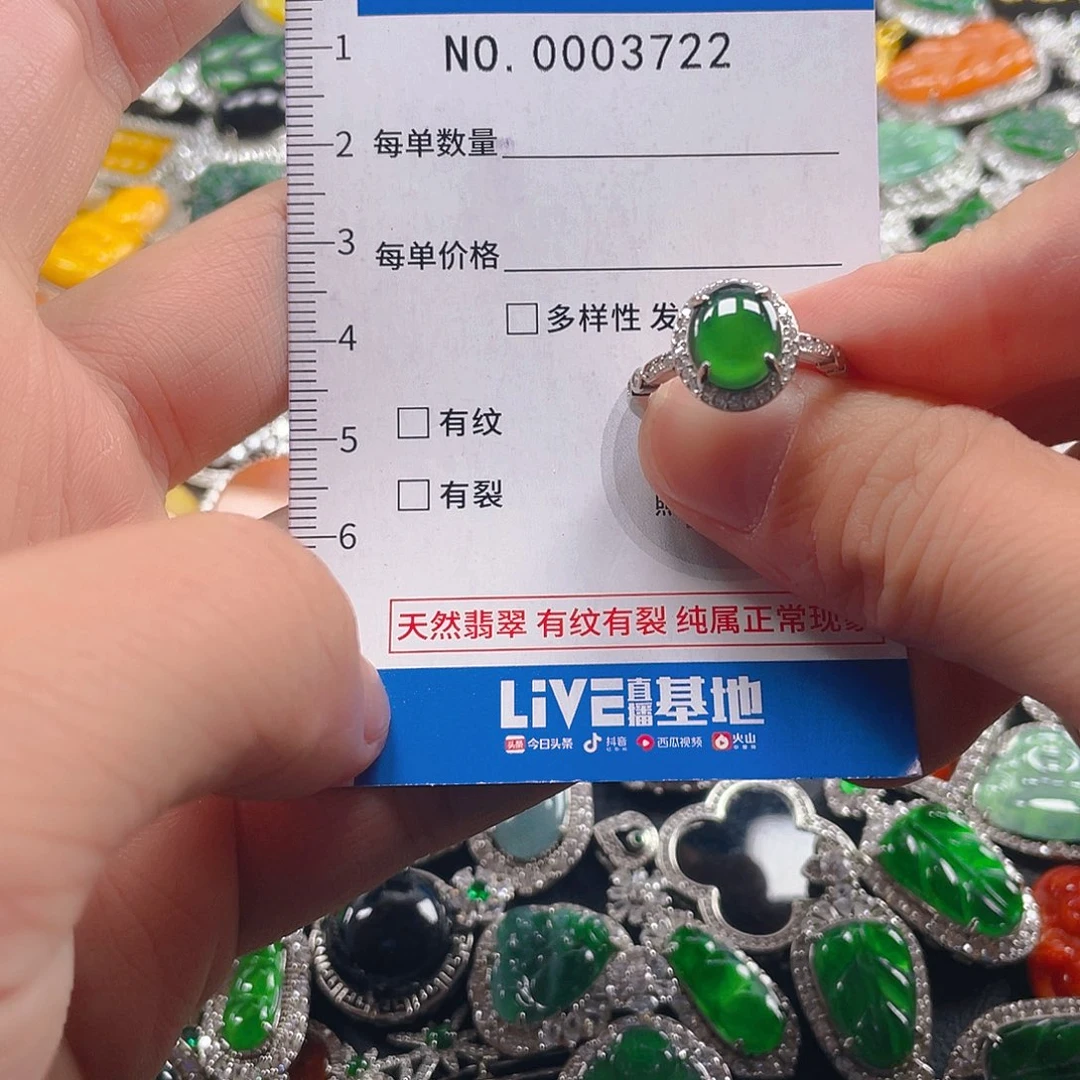 NO. 0003722
1
2 每单数量
3 每单价格
多样性 发
4
有纹
5
有裂
6
天然翡翠 有纹有裂 纯属正常现象
LiVE直播基地
头条 今日头条 抖音 西瓜视频 火山